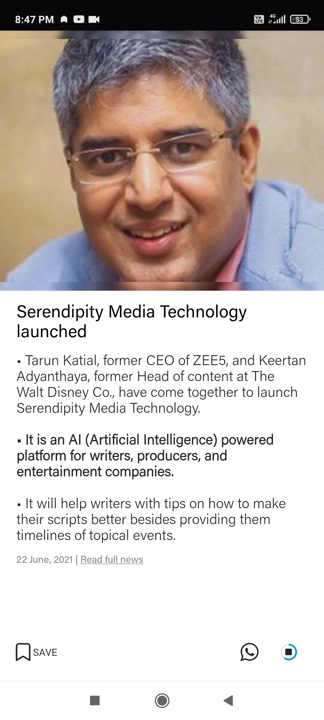 8:47 PM
4G
53
Serendipity Media Technology
launched
• Tarun Katial, former CEO of ZEE5, and Keertan
Adyanthaya, former Head of content at The
Walt Disney Co., have come together to launch
Serendipity Media Technology.
• It is an AI (Artificial Intelligence) powered
platform for writers, producers, and
entertainment companies.
• It will help writers with tips on how to make
their scripts better besides providing them
timelines of topical events.
22 June, 2021 | Read full news
SAVE